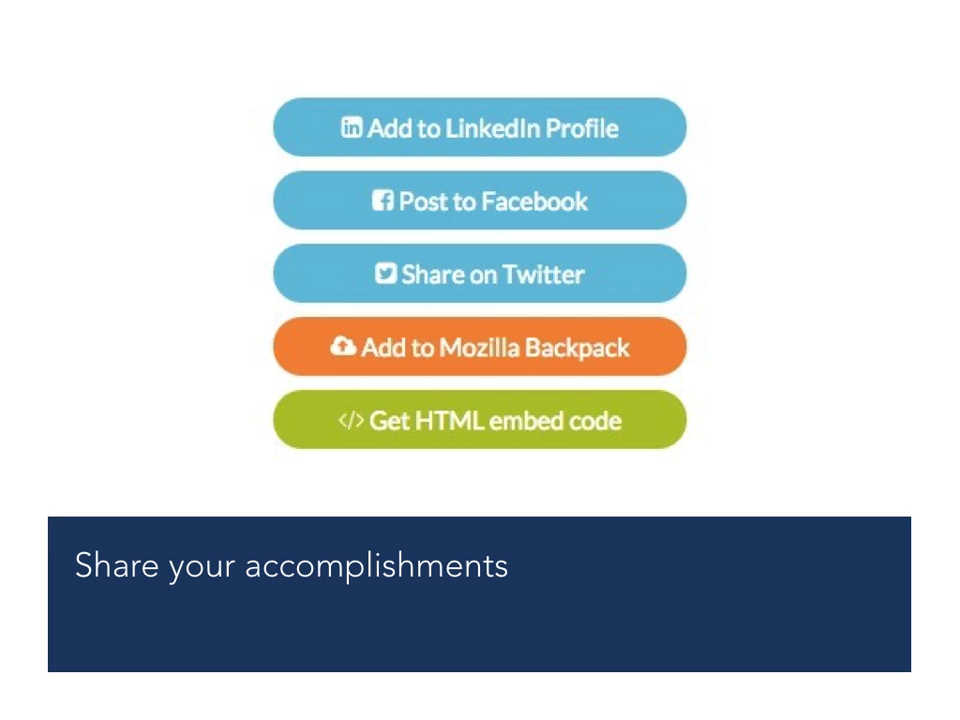 Add to LinkedIn Profile
Post to Facebook
Share on Twitter
Add to Mozilla Backpack
</> Get HTML embed code
Share your accomplishments